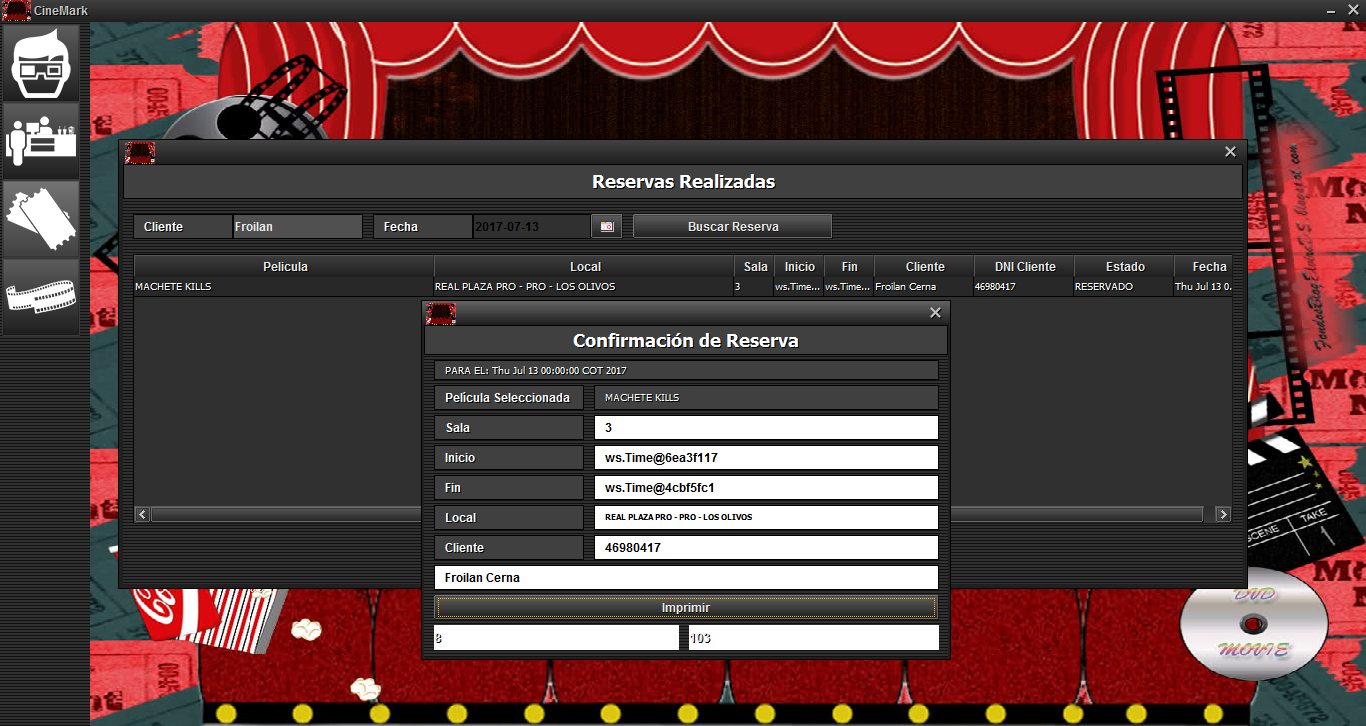 CineMark
Reservas Realizadas
Cliente Froilan Fecha 2017-07-13 Buscar Reserva
Pelicula Local Sala Inicio Fin Cliente DNI Cliente Estado Fecha
MACHETE KILLS REAL PLAZA PRO - PRO - LOS OLIVOS 3 ws.Time... ws.Time... Froilan Cerna 46980417 RESERVADO Thu Jul 13 0.
Confirmación de Reserva
PARA EL: Thu Jul 13 00:00:00 COT 2017
Película Seleccionada MACHETE KILLS
Sala 3
Inicio ws.Time@6ea3f117
Fin ws.Time@4cbf5fc1
Local REAL PLAZA PRO - PRO - LOS OLIVOS
Cliente 46980417
Froilan Cerna
Imprimir
8 103
SCENE TAKE
1
DVD
MOVIE